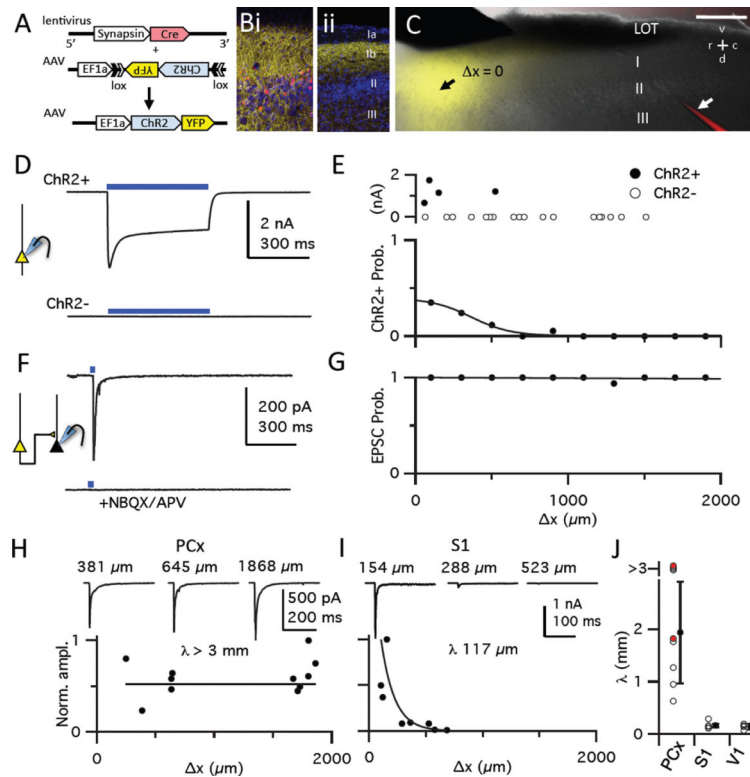 A
lentivirus
5' Synapsin Cre 3'
+
AAV
EF1a YFP ChR2
lox lox
AAV
EF1a ChR2 YFP
Bi
ii
Ia
Ib
II
III
C
LOT
v
r c
d
Δx = 0
I
II
III
D
ChR2+
2 nA
300 ms
ChR2-
E
2
(nA)
0
ChR2+
ChR2-
1
ChR2+ Prob.
0
F
200 pA
300 ms
+NBQX/APV
G
1
EPSC Prob.
0
0 1000 2000
Δx (µm)
H
PCx
381 µm 645 µm 1868 µm
500 pA
200 ms
1
Norm. ampl.
λ > 3 mm
0
0 2000
Δx (µm)
I
S1
154 µm 288 µm 523 µm
1 nA
100 ms
1
λ 117 µm
0
0 2000
Δx (µm)
J
>3
2
λ (mm)
1
0
PCx
S1
V1